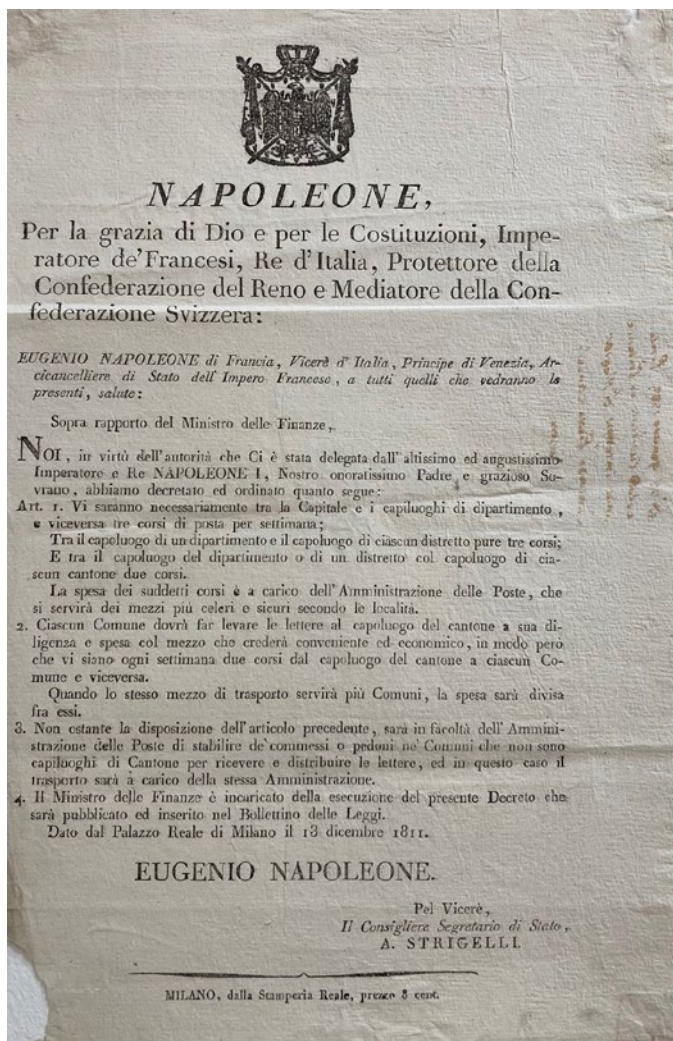 NAPOLEONE,
Per la grazia di Dio e per le Costituzioni, Impe-
ratore de' Francesi, Re d'Italia, Protettore della
Confederazione del Reno e Mediatore della Con-
federazione Svizzera:
EUGENIO NAPOLEONE di Francia, Vicerè d'Italia, Principe di Venezia, Ar-
cicancelliere di Stato dell'Impero Francese, a tutti quelli che vedranno le
presenti, salute:
Sopra rapporto del Ministro delle Finanze,
NOI, in virtù dell'autorità che Ci è stata delegata dall'altissimo ed augustissimo
Imperatore e Re NAPOLEONE I, Nostro onoratissimo Padre e grazioso So-
vrano, abbiamo decretato ed ordinato quanto segue:
Art. 1. Vi saranno necessariamente tra la Capitale e i capiluoghi di dipartimento,
e viceversa tre corsi di posta per settimana;
Tra il capoluogo di un dipartimento e il capoluogo di ciascun distretto pure tre corsi;
E tra il capoluogo del dipartimento o di un distretto col capoluogo di cia-
scun cantone due corsi.
La spesa dei suddetti corsi è a carico dell'Amministrazione delle Poste, che
si servirà dei mezzi più celeri e sicuri secondo le località.
2. Ciascun Comune dovrà far levare le lettere al capoluogo del cantone a sua di-
ligenza e spesa col mezzo che crederà conveniente ed economico, in modo però
che vi siano ogni settimana due corsi dal capoluogo del cantone a ciascun Co-
mune e viceversa.
Quando lo stesso mezzo di trasporto servirà più Comuni, la spesa sarà divisa
fra essi.
3. Non ostante la disposizione dell'articolo precedente, sarà in facoltà dell'Ammini-
strazione delle Poste di stabilire de' commessi o pedoni ne' Comuni che non sono
capiluoghi di Cantone per ricevere e distribuire le lettere, ed in questo caso il
trasporto sarà a carico della stessa Amministrazione.
4. Il Ministro delle Finanze è incaricato della esecuzione del presente Decreto che
sarà pubblicato ed inserito nel Bollettino delle Leggi.
Dato dal Palazzo Reale di Milano il 13 dicembre 1811.
EUGENIO NAPOLEONE.
Pel Vicerè,
Il Consigliere Segretario di Stato,
A. STRIGELLI.
MILANO, dalla Stamperia Reale, prezzo 8 cent.